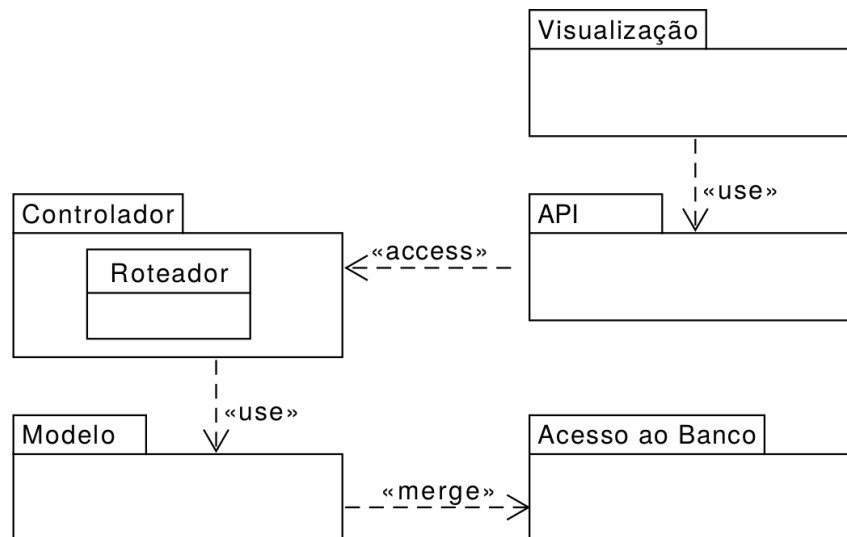 Visualização
«use»
Controlador
API
«access»
Roteador
«use»
Modelo
Acesso ao Banco
«merge»